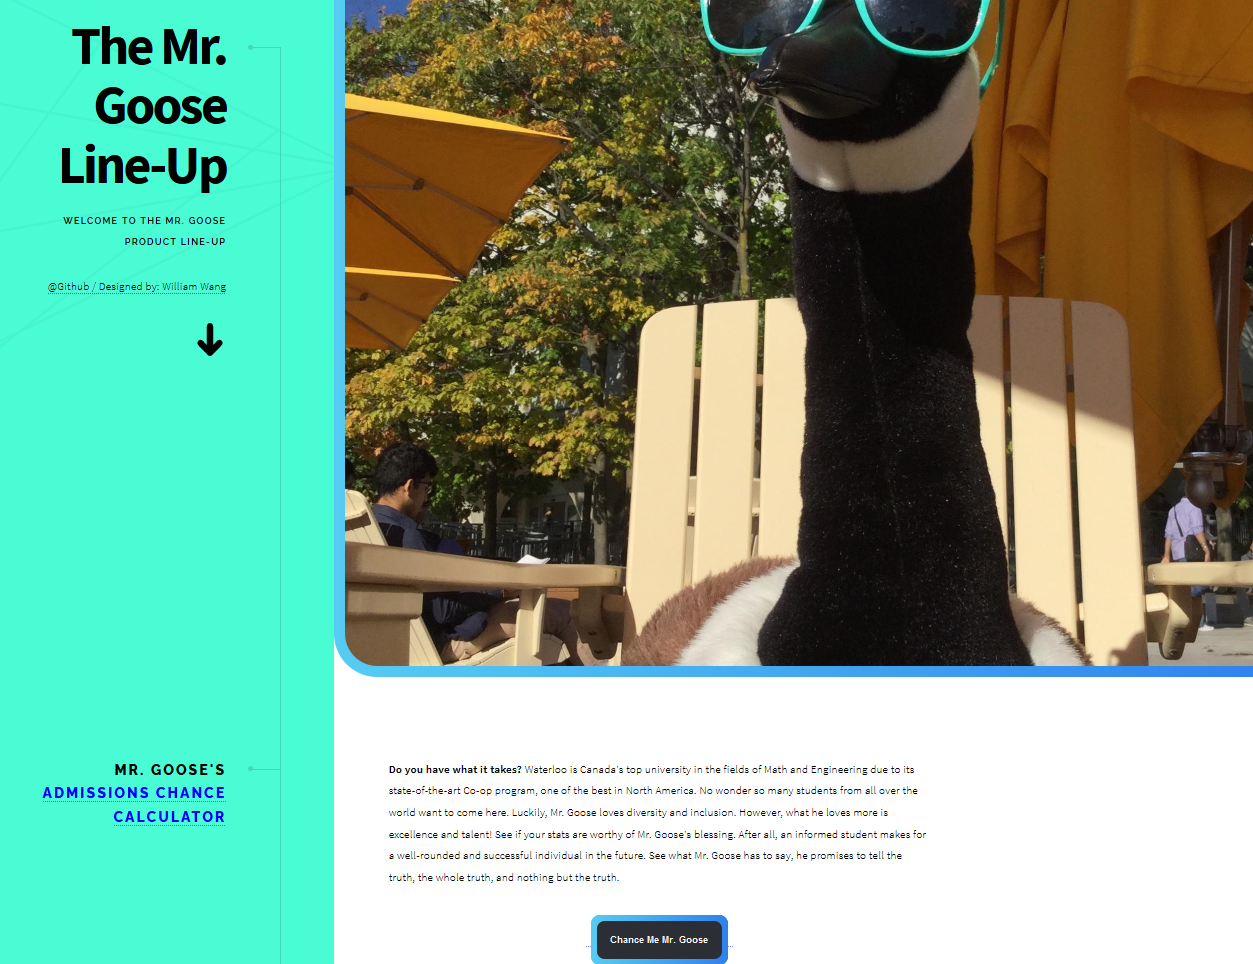 The Mr.
Goose
Line-Up
WELCOME TO THE MR. GOOSE
PRODUCT LINE-UP
@Github / Designed by: William Wang
MR. GOOSE'S
ADMISSIONS CHANCE
CALCULATOR
Do you have what it takes? Waterloo is Canada's top university in the fields of Math and Engineering due to its
state-of-the-art Co-op program, one of the best in North America. No wonder so many students from all over the
world want to come here. Luckily, Mr. Goose loves diversity and inclusion. However, what he loves more is
excellence and talent! See if your stats are worthy of Mr. Goose's blessing. After all, an informed student makes for
a well-rounded and successful individual in the future. See what Mr. Goose has to say, he promises to tell the
truth, the whole truth, and nothing but the truth.
Chance Me Mr. Goose